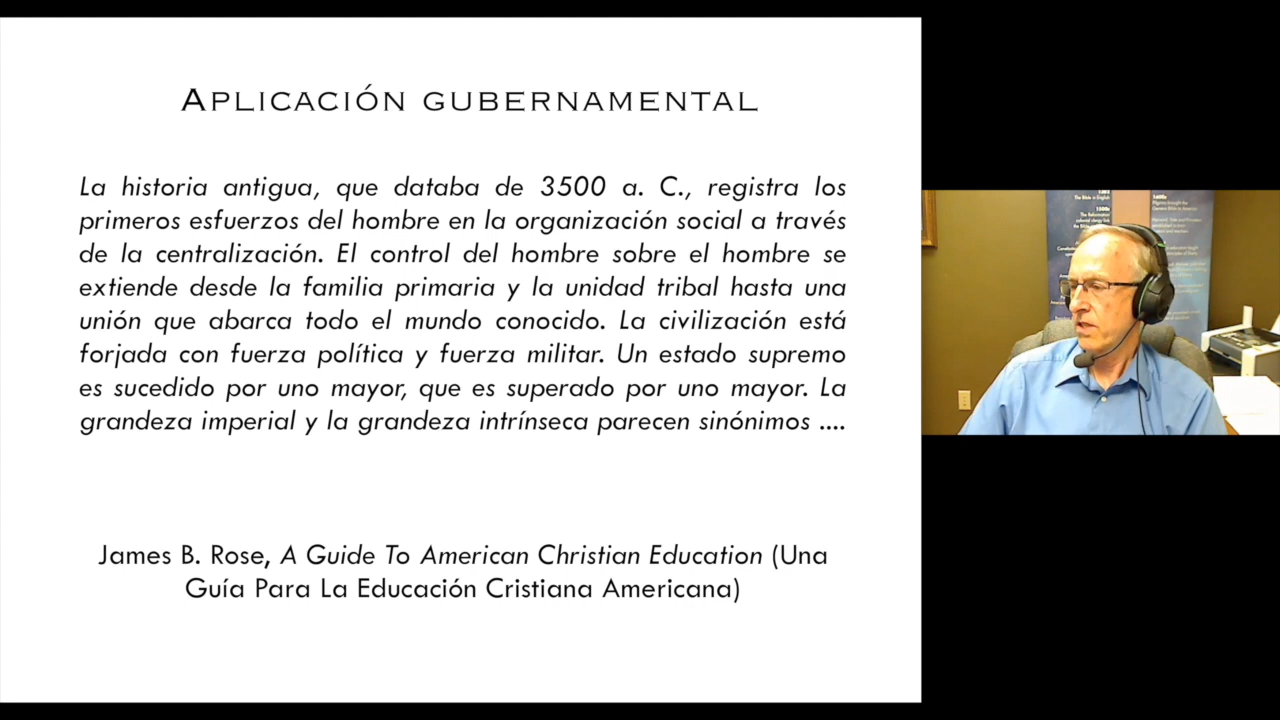 APLICACIÓN GUBERNAMENTAL
La historia antigua, que databa de 3500 a. C., registra los
primeros esfuerzos del hombre en la organización social a través
de la centralización. El control del hombre sobre el hombre se
extiende desde la familia primaria y la unidad tribal hasta una
unión que abarca todo el mundo conocido. La civilización está
forjada con fuerza política y fuerza militar. Un estado supremo
es sucedido por uno mayor, que es superado por uno mayor. La
grandeza imperial y la grandeza intrínseca parecen sinónimos ....
James B. Rose, A Guide To American Christian Education (Una
Guía Para La Educación Cristiana Americana)